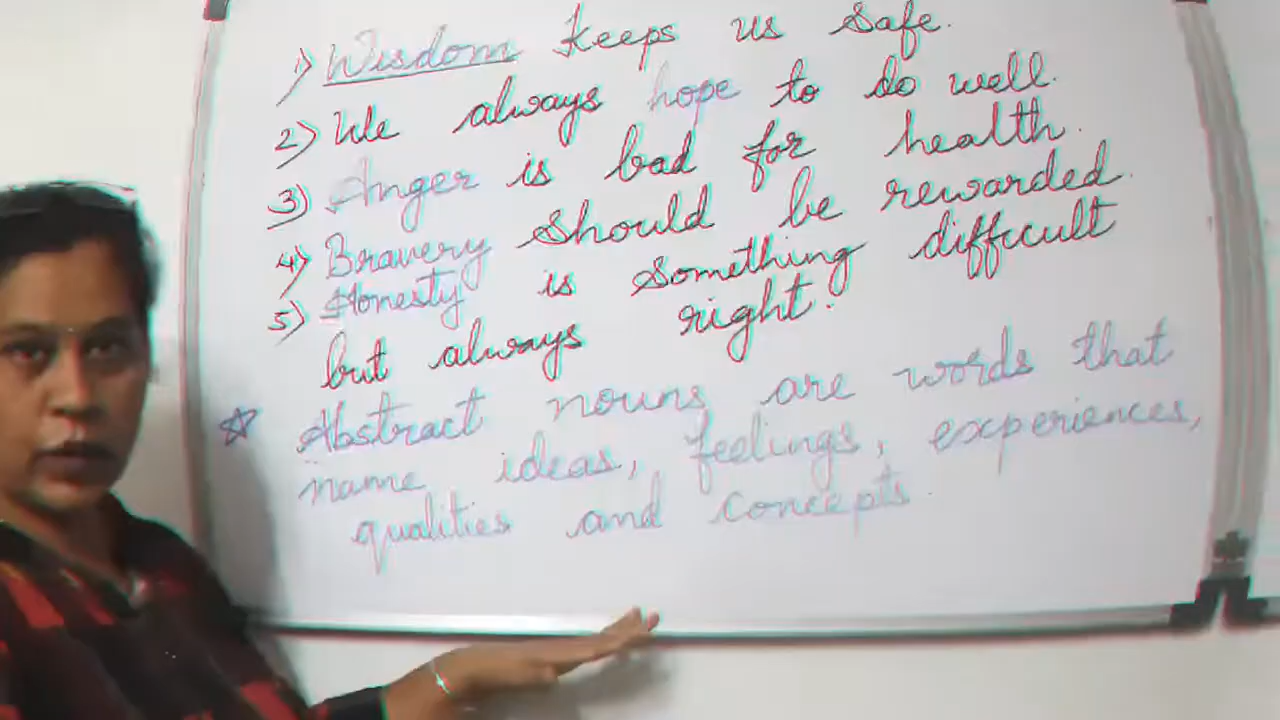 1) Wisdom keeps us safe.
2) We always hope to do well.
3) Anger is bad for health.
4) Bravery should be rewarded.
5) Honesty is something difficult
but always right.
☆ Abstract nouns are words that
name ideas, feelings, experiences,
qualities and concepts.